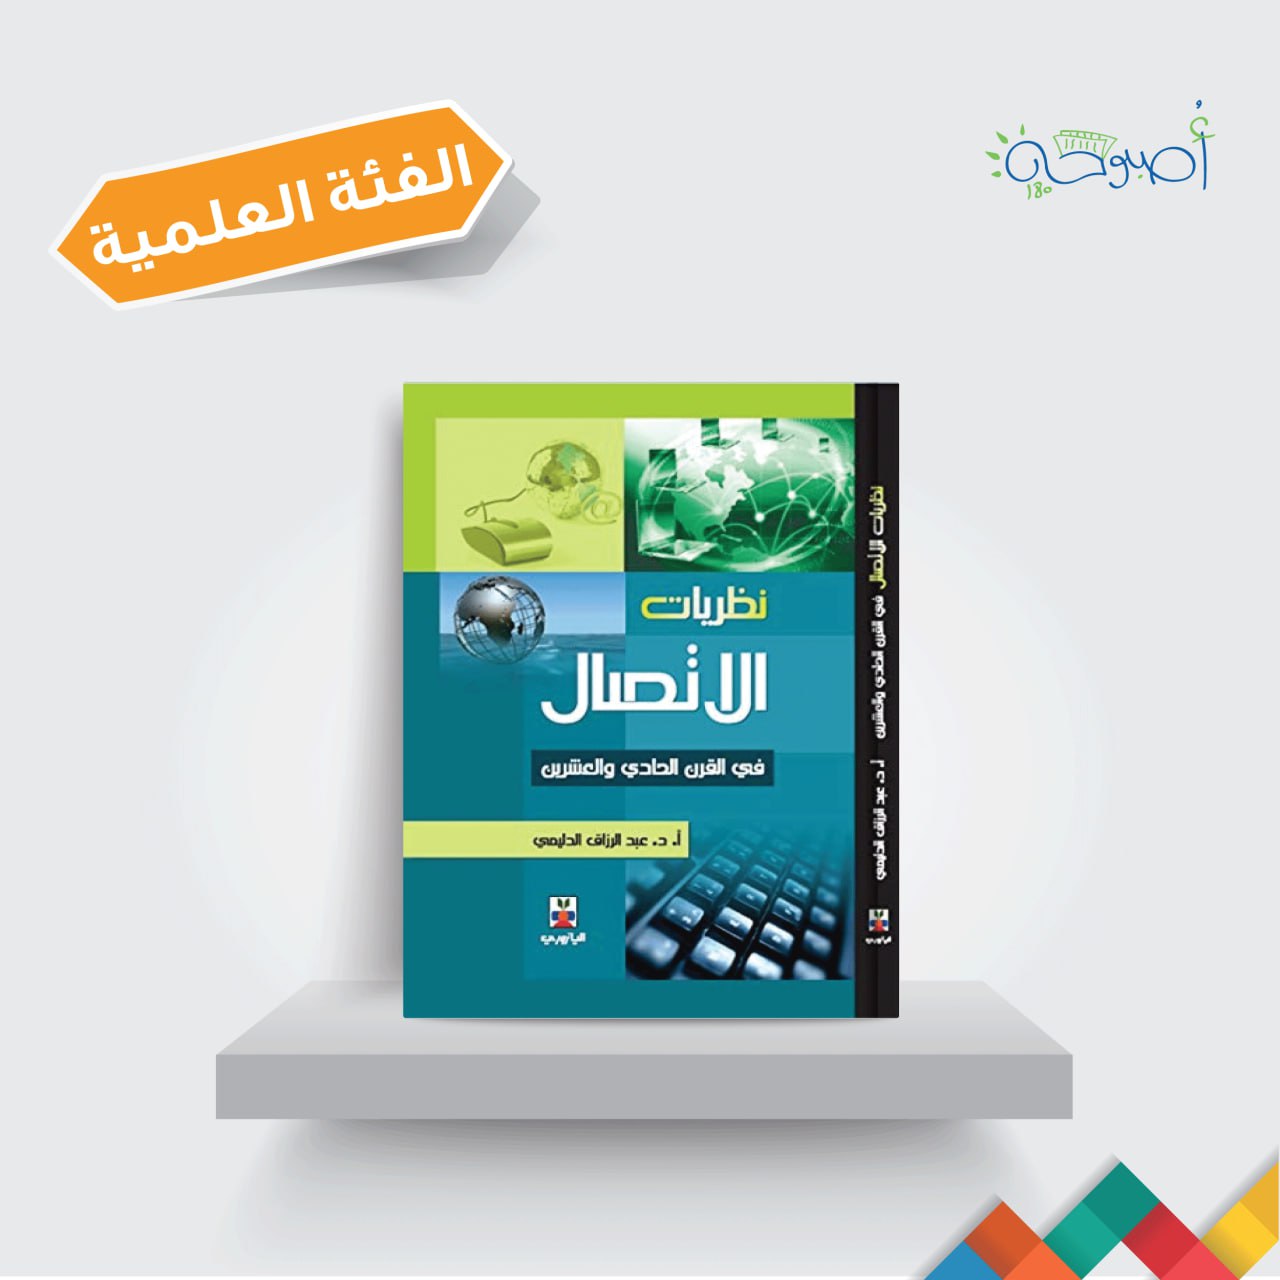 أصبوحة
١٨٠
الفئة العلمية
نظريات
الاتصال
في القرن الحادي والعشرين
أ. د. عبد الرزاق الدليمي
اليازوري
نظريات الاتصال في القرن الحادي والعشرين
أ. د. عبد الرزاق الدليمي
اليازوري